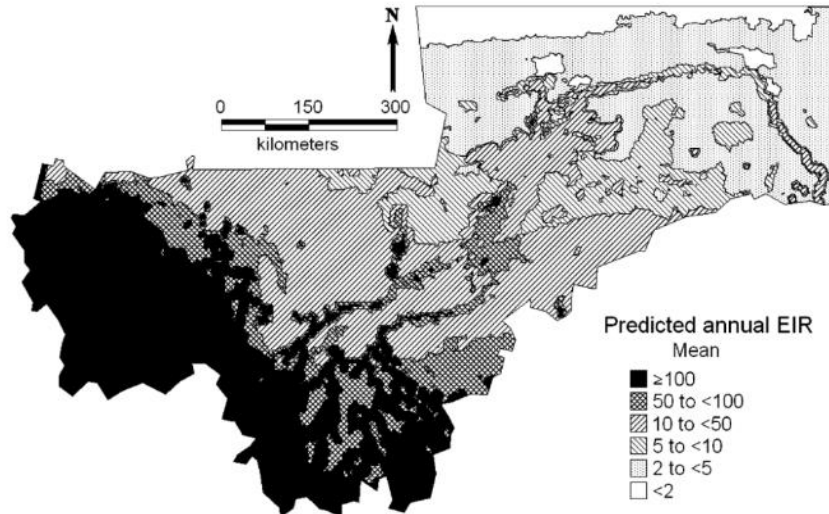 N
0 150 300
kilometers
Predicted annual EIR
Mean
≥100
50 to <100
10 to <50
5 to <10
2 to <5
<2